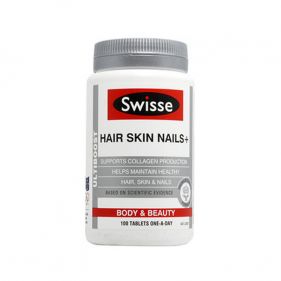 Swisse
ULTIBOOST
HAIR SKIN NAILS+
SUPPORTS COLLAGEN PRODUCTION
HELPS MAINTAIN HEALTHY
HAIR, SKIN & NAILS
BASED ON SCIENTIFIC EVIDENCE
BODY & BEAUTY
100 TABLETS ONE-A-DAY